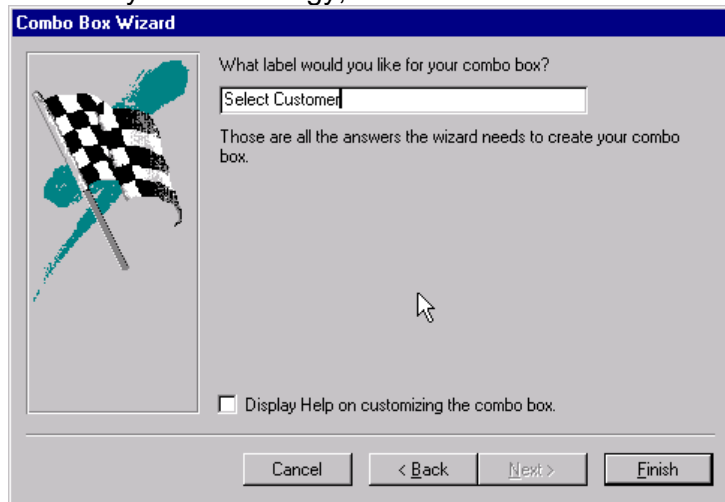 Combo Box Wizard
What label would you like for your combo box?
Select Customer
Those are all the answers the wizard needs to create your combo
box.
Display Help on customizing the combo box.
Cancel
< Back
Next >
Finish